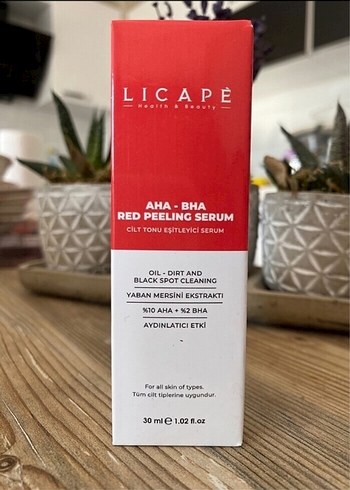 LICAPÈ
Health & Beauty
AHA - BHA
RED PEELING SERUM
CİLT TONU EŞİTLEYİCİ SERUM
OIL - DIRT AND
BLACK SPOT CLEANING
YABAN MERSİNİ EKSTRAKTI
%10 AHA + %2 BHA
AYDINLATICI ETKİ
-
For all skin of types.
Tüm cilt tiplerine uygundur.
30 ml ℮ 1.02 fl.oz